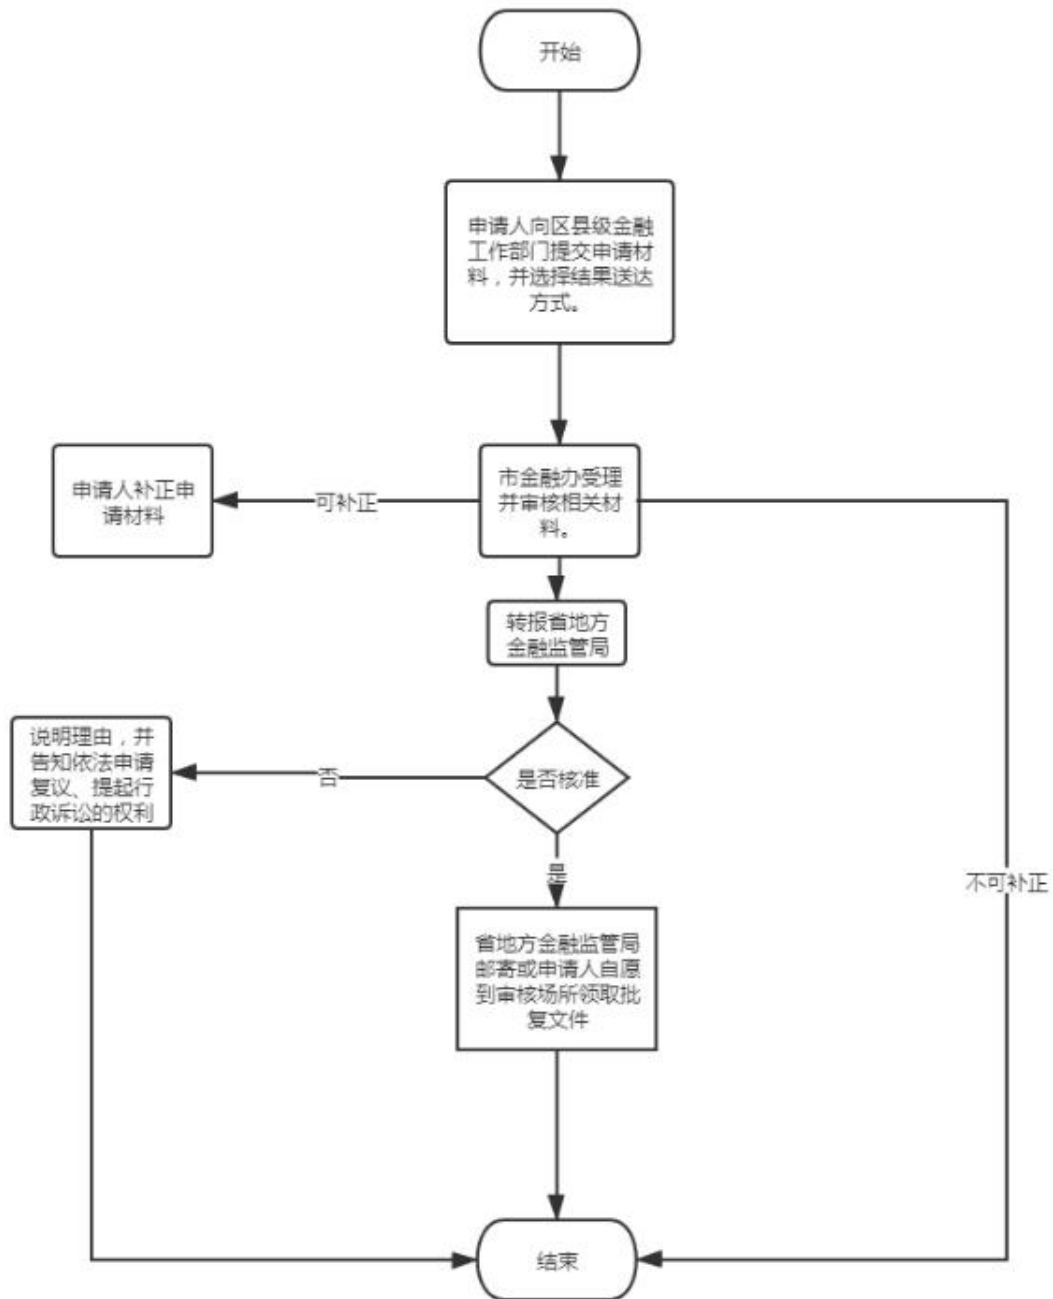 开始
申请人向区县级金融
工作部门提交申请材
料，并选择结果送达
方式。
申请人补正申
请材料
可补正
市金融办受理
并审核相关材
料。
转报省地方
金融监管局
说明理由，并
告知依法申请
复议、提起行
政诉讼的权利
否
是否核准
是
不可补正
省地方金融监管局
邮寄或申请人自愿
到审核场所领取批
复文件
结束